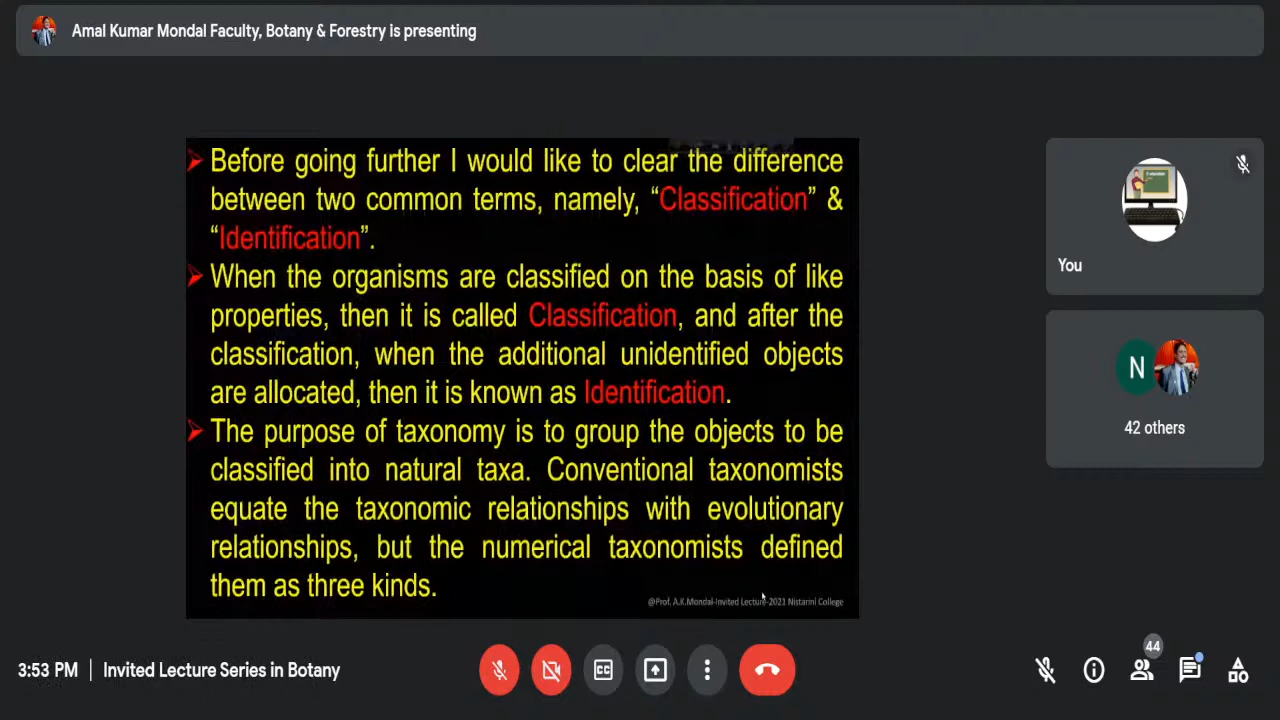 Amal Kumar Mondal Faculty, Botany & Forestry is presenting
Before going further I would like to clear the difference
between two common terms, namely, “Classification” &
“Identification”.
When the organisms are classified on the basis of like
properties, then it is called Classification, and after the
classification, when the additional unidentified objects
are allocated, then it is known as Identification.
The purpose of taxonomy is to group the objects to be
classified into natural taxa. Conventional taxonomists
equate the taxonomic relationships with evolutionary
relationships, but the numerical taxonomists defined
them as three kinds.
@Prof. A.K.Mondal-Invited Lecture-2021 Nistarini College
You
N
42 others
3:53 PM | Invited Lecture Series in Botany
CC
44